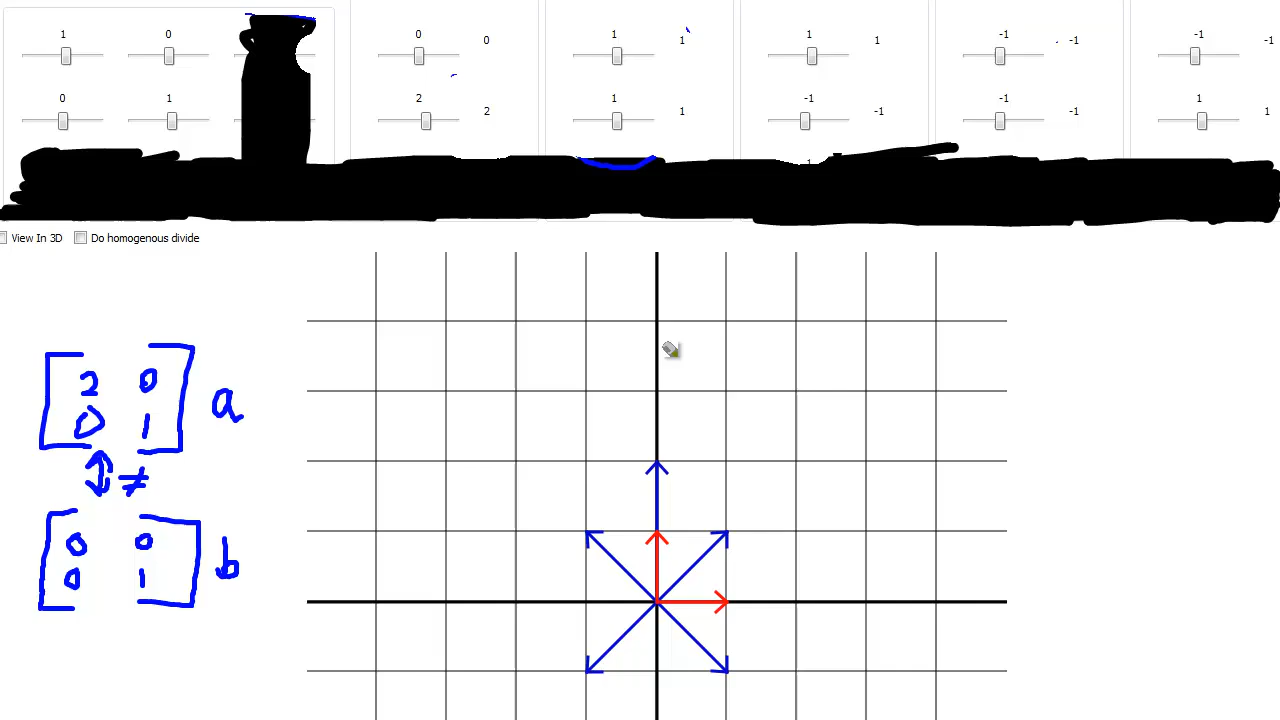 1 0 0 1 1 -1 -1
0 1 1 -1 -1
0 1 2 1 -1 -1 1
2 1 -1 -1 1
View In 3D Do homogenous divide
2 0
0 1 a
≠
0 0
0 1 b